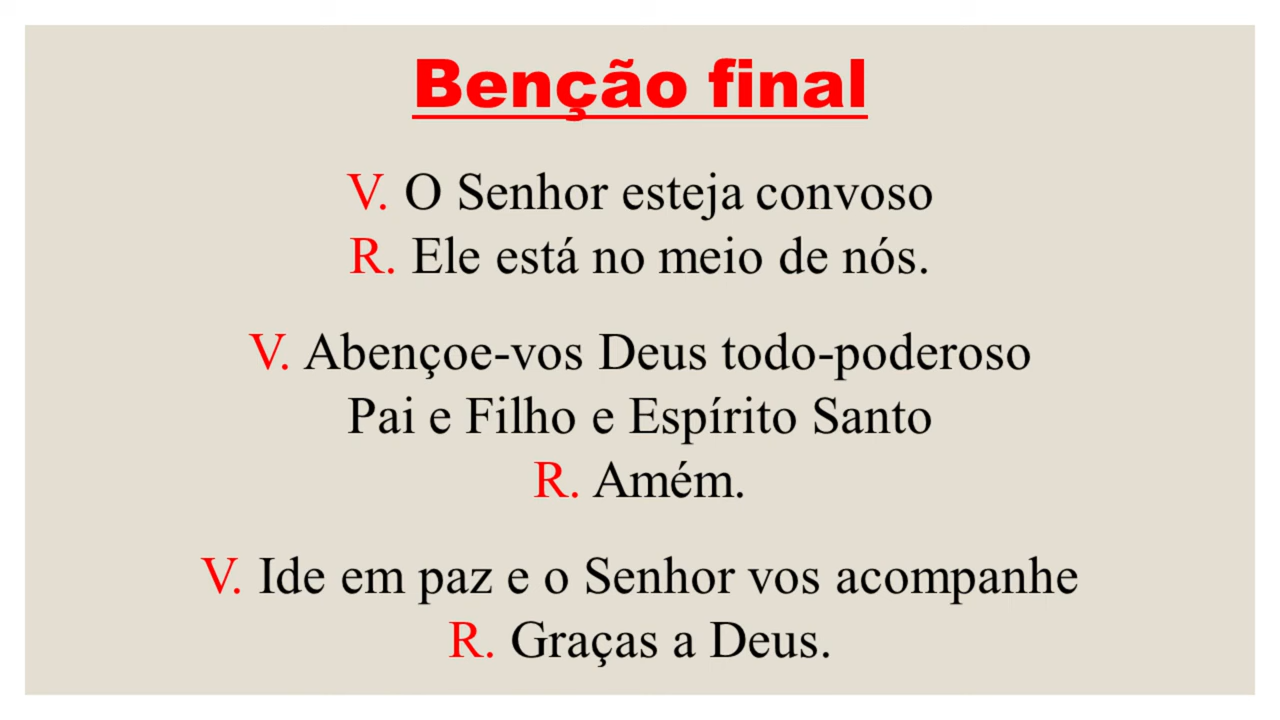 Benção final
V. O Senhor esteja convoso
R. Ele está no meio de nós.
V. Abençoe-vos Deus todo-poderoso
Pai e Filho e Espírito Santo
R. Amém.
V. Ide em paz e o Senhor vos acompanhe
R. Graças a Deus.